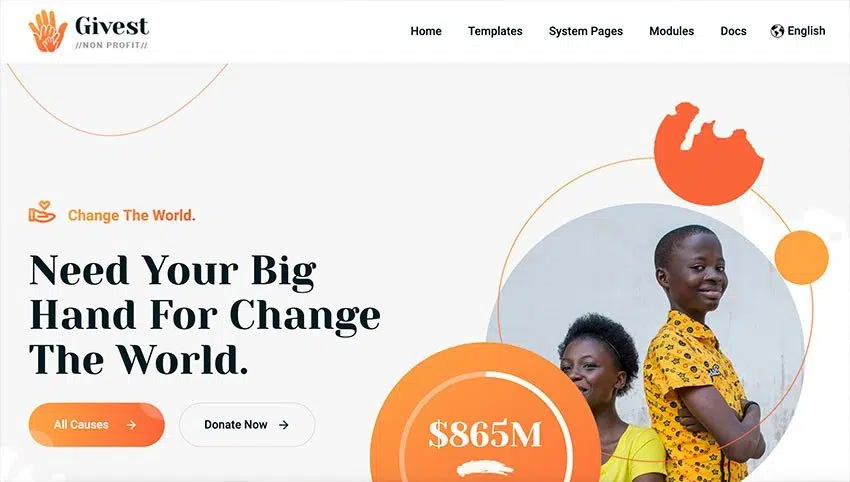 Givest
//NON PROFIT//
Home Templates System Pages Modules Docs English
Change The World.
Need Your Big
Hand For Change
The World.
All Causes
Donate Now
$865M